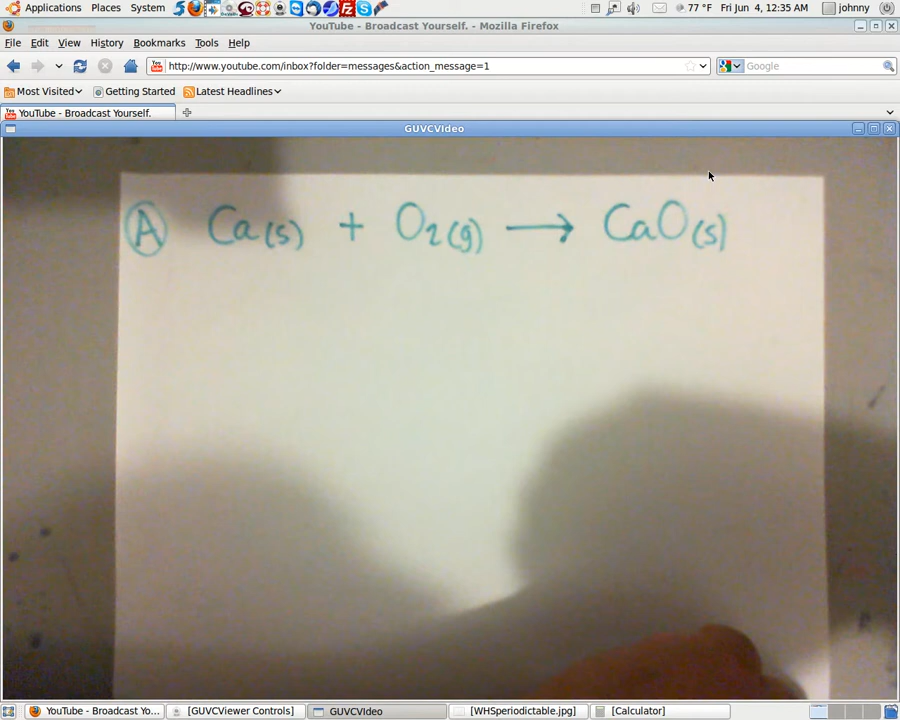 Applications Places System 77 °F Fri Jun 4, 12:35 AM johnny
YouTube - Broadcast Yourself. - Mozilla Firefox
File Edit View History Bookmarks Tools Help
http://www.youtube.com/inbox?folder=messages&action_message=1 Google
Most Visited Getting Started Latest Headlines
YouTube - Broadcast Yourself.
GUVCVideo
A Ca(s) + O₂(g) → CaO(s)
YouTube - Broadcast Yo... [GUVCViewer Controls] GUVCVideo [WHSperiodictable.jpg] [Calculator]